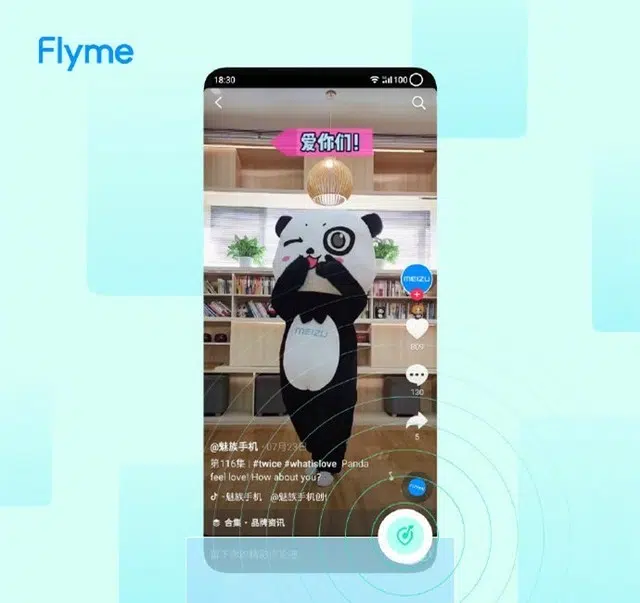 Flyme
18:30
100
爱你们!
MEIZU
MEIZU
809
130
5
@魅族手机 · 07月23日
第116集 | #twice #whatislove Panda
feel love! How about you?
魅族手机 @魅族手机创
合集 · 品牌资讯